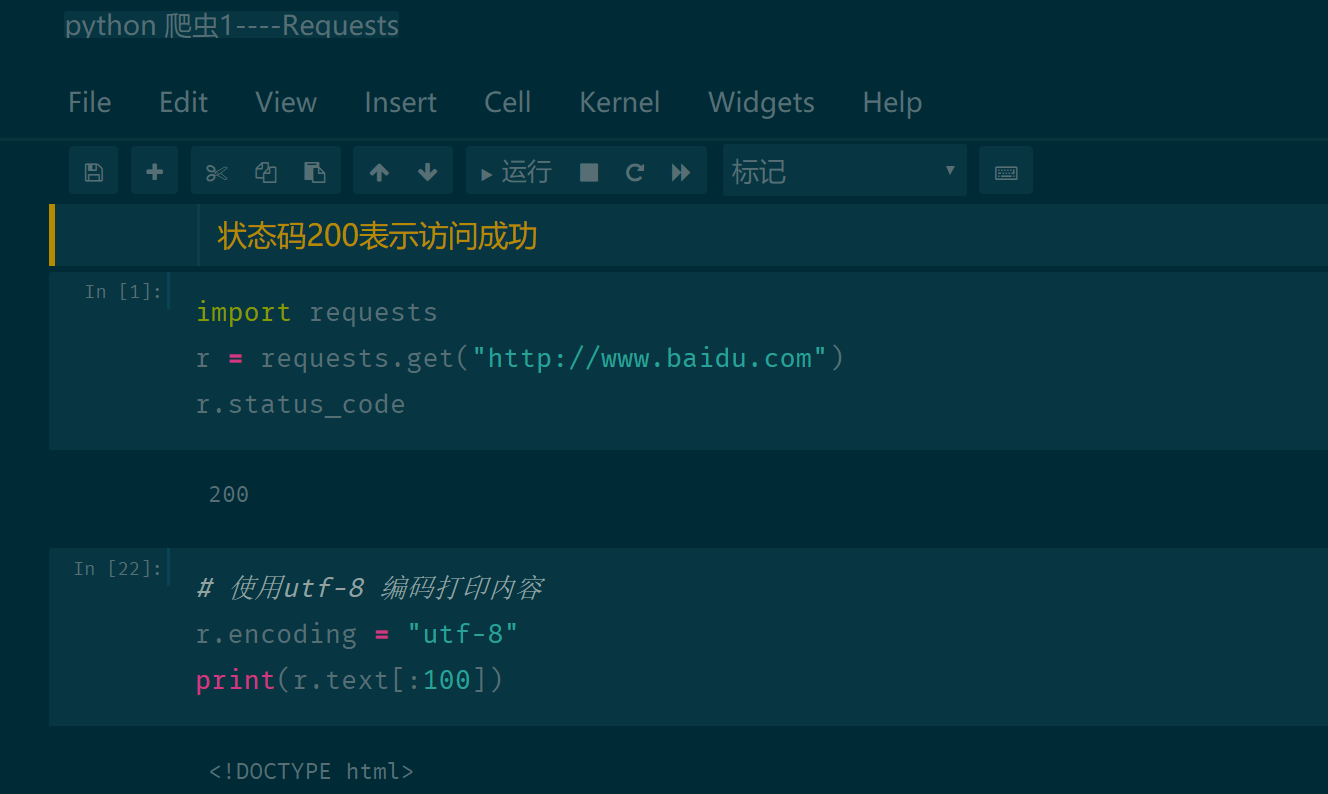 python 爬虫1----Requests
File Edit View Insert Cell Kernel Widgets Help
运行 标记
状态码200表示访问成功
In [1]:
import requests
r = requests.get("http://www.baidu.com")
r.status_code
200
In [22]:
# 使用utf-8 编码打印内容
r.encoding = "utf-8"
print(r.text[:100])
<!DOCTYPE html>